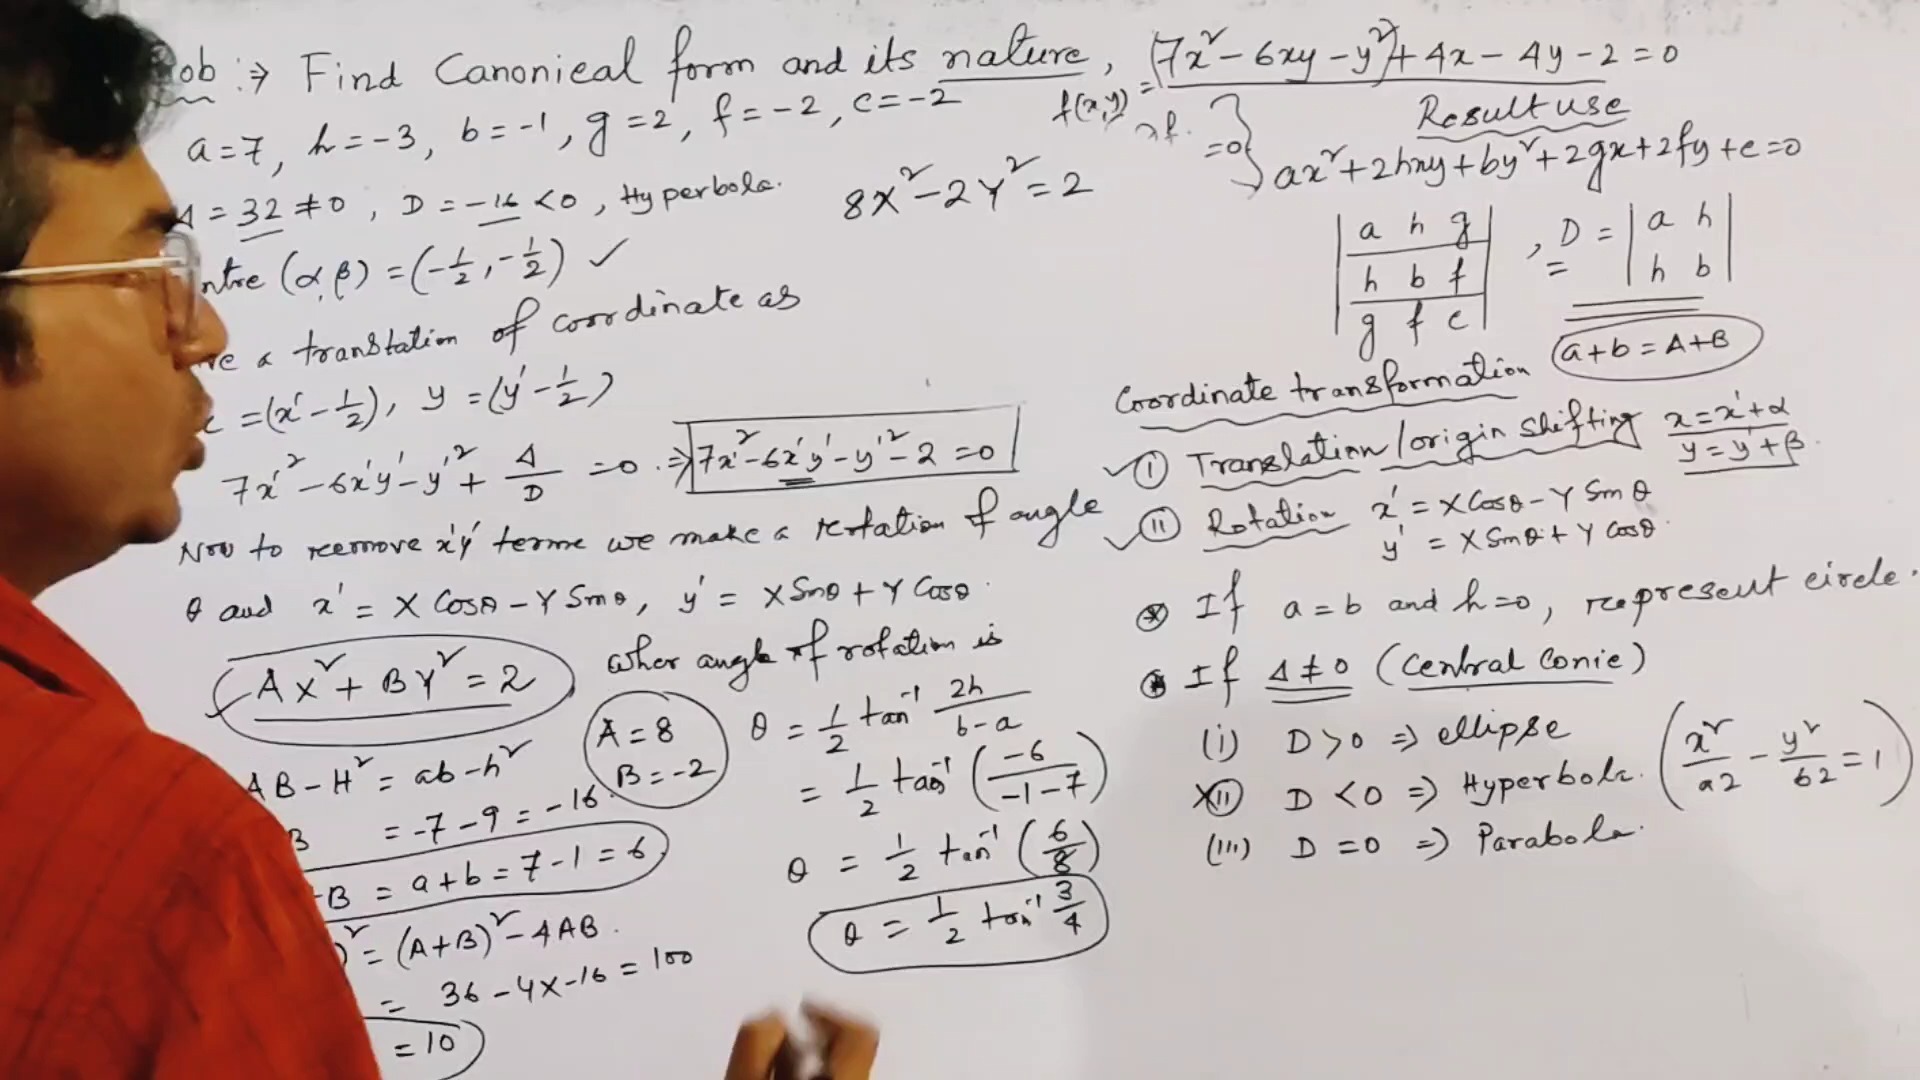 ob :⇒ Find Canonical form and its nature, (7x² - 6xy - y²) + 4x - 4y - 2 = 0
f(x,y) =
a=7, h=-3, b=-1, g=2, f=-2, c=-2
Δ = 32 ≠ 0, D = -16 < 0, Hyperbola.
8X² - 2Y² = 2
ntre (α,β) = (-1/2, -1/2) ✓
a translation of coordinate as
x = (x' - 1/2), y = (y' - 1/2)
7x'² - 6x'y' - y'² + Δ/D = 0 ⇒ 7x'² - 6x'y' - y'² - 2 = 0
Now to remove x'y' terms we make a rotation of angle
θ and x' = X Cosθ - Y Sinθ, y' = X Sinθ + Y Cosθ.
AX² + BY² = 2
wher angle of rotation is
AB - H² = ab - h²
= -7 - 9 = -16
B = a + b = 7 - 1 = 6
² = (A+B)² - 4AB.
= 36 - 4x-16 = 100
= 10
A = 8
B = -2
θ = 1/2 tan⁻¹ 2h/(b-a)
= 1/2 tan⁻¹ (-6/(-1-7))
θ = 1/2 tan⁻¹ (6/8)
θ = 1/2 tan⁻¹ 3/4
Result use
=0} ax² + 2hxy + by² + 2gx + 2fy + c = 0
|a h g|
|h b f|
|g f c|
, D = |a h|
|h b|
a + b = A + B
Coordinate transformation
✓(i) Translation/origin shifting x = x' + α
y = y' + β
✓(ii) Rotation x' = X Cosθ - Y Sinθ
y' = X Sinθ + Y Cosθ.
⊛ If a = b and h = 0, represent circle.
⊛ If Δ ≠ 0 (Central Conic)
(i) D > 0 ⇒ ellipse
(ii) D < 0 ⇒ Hyperbola. (x²/a2 - y²/b2 = 1)
(iii) D = 0 ⇒ Parabola.